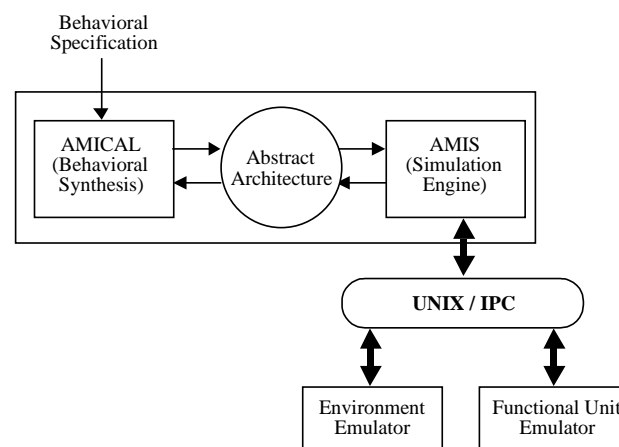 Behavioral
Specification
AMICAL
(Behavioral
Synthesis)
Abstract
Architecture
AMIS
(Simulation
Engine)
UNIX / IPC
Environment
Emulator
Functional Unit
Emulator